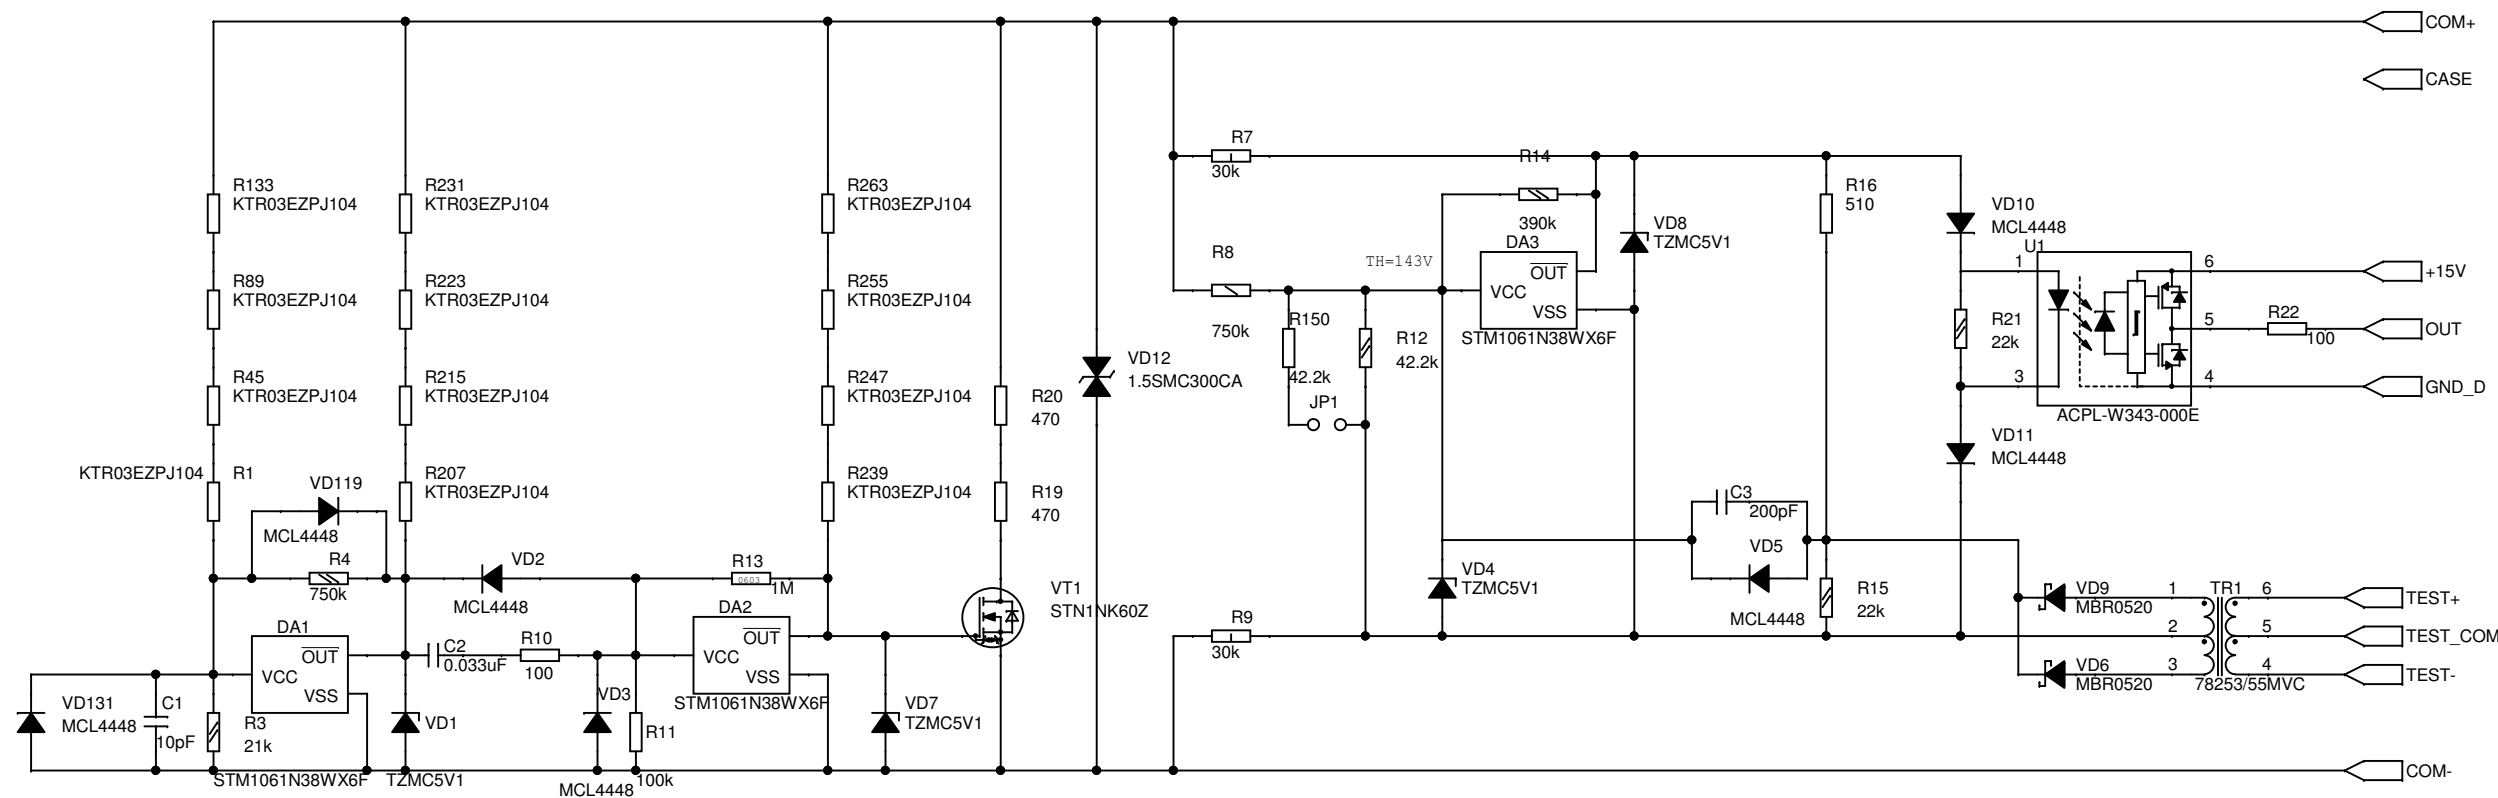 COM+
CASE
R7
30k
R14
390k
R133
KTR03EZPJ104
R231
KTR03EZPJ104
R263
KTR03EZPJ104
R16
510
VD10
MCL4448
VD8
TZMC5V1
DA3
OUT
VCC
VSS
STM1061N38WX6F
R8
750k
TH=143V
U1
1
3
6
5
4
ACPL-W343-000E
+15V
R22
100
OUT
GND_D
R89
KTR03EZPJ104
R223
KTR03EZPJ104
R255
KTR03EZPJ104
R150
42.2k
R12
42.2k
JP1
R21
22k
VD12
1.5SMC300CA
R45
KTR03EZPJ104
R215
KTR03EZPJ104
R247
KTR03EZPJ104
R20
470
VD11
MCL4448
KTR03EZPJ104
R1
VD119
MCL4448
R207
KTR03EZPJ104
R239
KTR03EZPJ104
R19
470
C3
200pF
VD5
MCL4448
R4
750k
VD2
MCL4448
R13
0603
1M
VT1
STN1NK60Z
VD4
TZMC5V1
R15
22k
VD9
MBR0520
VD6
MBR0520
TR1
1
2
3
6
5
4
78253/55MVC
TEST+
TEST_COM
TEST-
DA1
OUT
VCC
VSS
STM1061N38WX6F
C2
0.033uF
R10
100
DA2
OUT
VCC
VSS
STM1061N38WX6F
R9
30k
VD131
MCL4448
C1
10pF
R3
21k
VD1
TZMC5V1
VD3
MCL4448
R11
100k
VD7
TZMC5V1
COM-